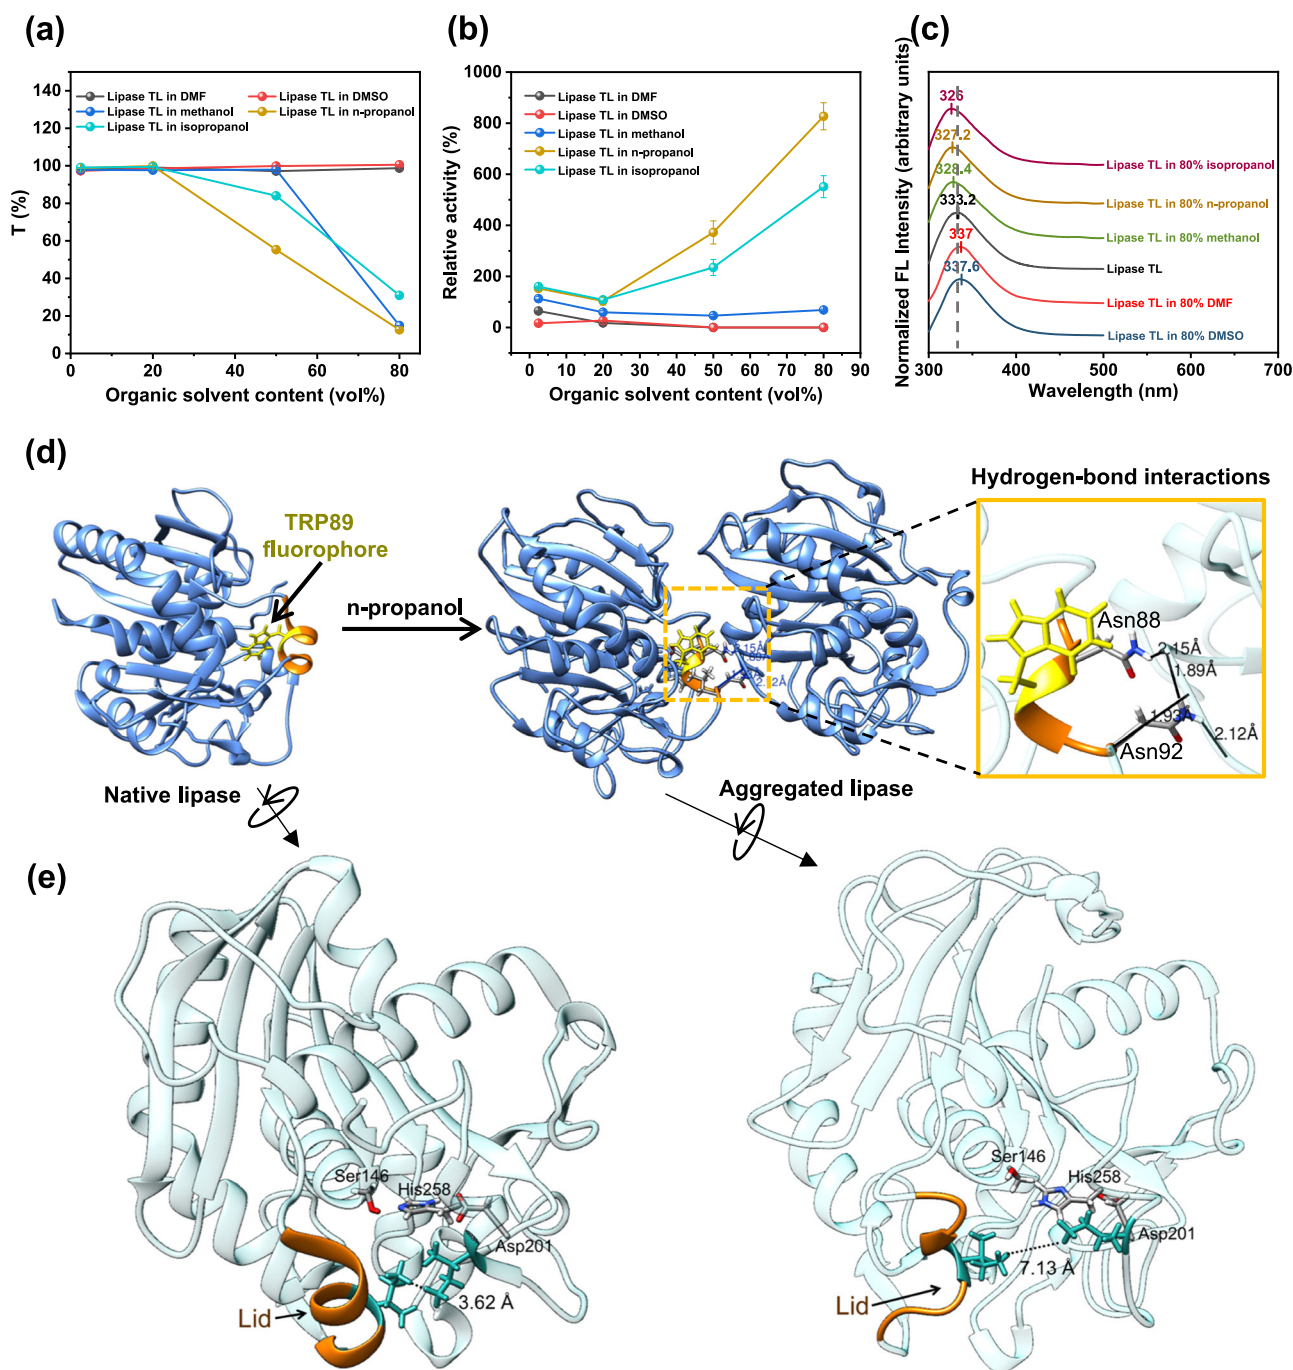 (a)
140
120
100
80
60
40
20
0
T (%)
Lipase TL in DMF
Lipase TL in DMSO
Lipase TL in methanol
Lipase TL in n-propanol
Lipase TL in isopropanol
0 20 40 60 80
Organic solvent content (vol%)
(b)
1000
800
600
400
200
0
Relative activity (%)
Lipase TL in DMF
Lipase TL in DMSO
Lipase TL in methanol
Lipase TL in n-propanol
Lipase TL in isopropanol
0 10 20 30 40 50 60 70 80 90
Organic solvent content (vol%)
(c)
Normalized FL Intensity (arbitrary units)
326
327.2
328.4
333.2
337
337.6
Lipase TL in 80% isopropanol
Lipase TL in 80% n-propanol
Lipase TL in 80% methanol
Lipase TL
Lipase TL in 80% DMF
Lipase TL in 80% DMSO
300 400 500 600 700
Wavelength (nm)
(d)
TRP89
fluorophore
n-propanol
Native lipase
Aggregated lipase
Hydrogen-bond interactions
Asn88
2.15Å
1.89Å
1.93Å
Asn92
2.12Å
(e)
Ser146
His258
Asp201
3.62 Å
Lid
Ser146
His258
Asp201
7.13 Å
Lid